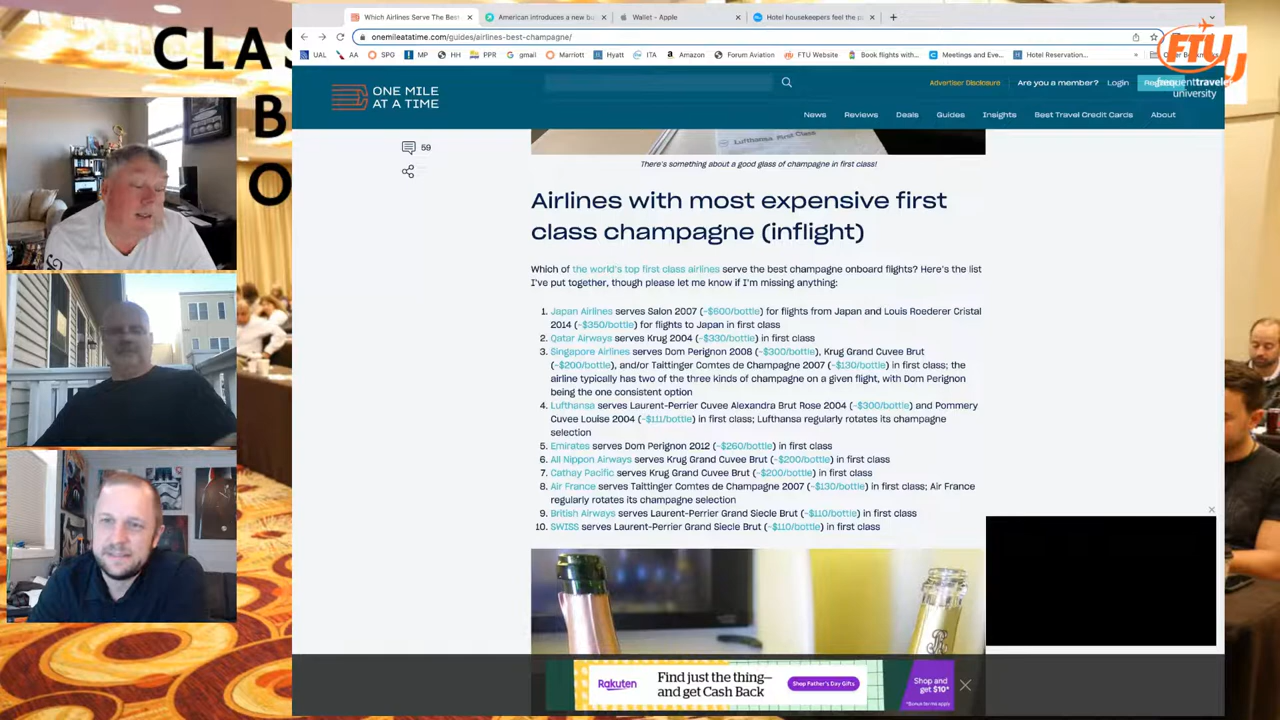 CLAS
B
O
Which Airlines Serve The Best
American introduces a new bu
Wallet - Apple
Hotel housekeepers feel the p
onemileatatime.com/guides/airlines-best-champagne/
UAL AA SPG MP HH PPR gmail Marriott Hyatt ITA Amazon Forum Aviation FTU Website Book flights with Meetings and Eve... Hotel Reservation...
FTU
frequenttraveler
university
ONE MILE
AT A TIME
Advertiser Disclosure Are you a member? Login
News Reviews Deals Guides Insights Best Travel Credit Cards About
59
Lufthansa First Class
There's something about a good glass of champagne in first class!
Airlines with most expensive first
class champagne (inflight)
Which of the world's top first class airlines serve the best champagne onboard flights? Here's the list
I've put together, though please let me know if I'm missing anything:
1. Japan Airlines serves Salon 2007 (~$600/bottle) for flights from Japan and Louis Roederer Cristal
2014 (~$350/bottle) for flights to Japan in first class
2. Qatar Airways serves Krug 2004 (~$330/bottle) in first class
3. Singapore Airlines serves Dom Perignon 2008 (~$300/bottle), Krug Grand Cuvee Brut
(~$200/bottle), and/or Taittinger Comtes de Champagne 2007 (~$130/bottle) in first class; the
airline typically has two of the three kinds of champagne on a given flight, with Dom Perignon
being the one consistent option
4. Lufthansa serves Laurent-Perrier Cuvee Alexandra Brut Rose 2004 (~$300/bottle) and Pommery
Cuvee Louise 2004 (~$111/bottle) in first class; Lufthansa regularly rotates its champagne
selection
5. Emirates serves Dom Perignon 2012 (~$260/bottle) in first class
6. All Nippon Airways serves Krug Grand Cuvee Brut (~$200/bottle) in first class
7. Cathay Pacific serves Krug Grand Cuvee Brut (~$200/bottle) in first class
8. Air France serves Taittinger Comtes de Champagne 2007 (~$130/bottle) in first class; Air France
regularly rotates its champagne selection
9. British Airways serves Laurent-Perrier Grand Siecle Brut (~$110/bottle) in first class
10. SWISS serves Laurent-Perrier Grand Siecle Brut (~$110/bottle) in first class
Rakuten
Find just the thing—
and get Cash Back
Shop Father's Day Gifts
Shop and
get $10*